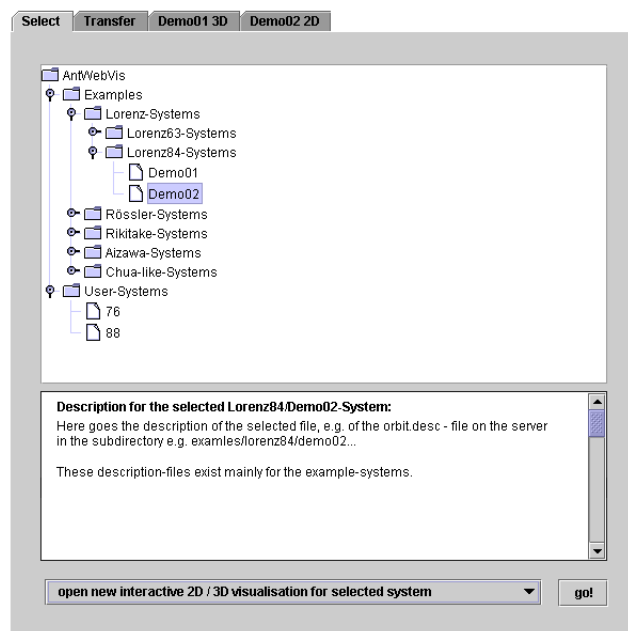 Select Transfer Demo01 3D Demo02 2D
AntWebVis
Examples
Lorenz-Systems
Lorenz63-Systems
Lorenz84-Systems
Demo01
Demo02
Rössler-Systems
Rikitake-Systems
Aizawa-Systems
Chua-like-Systems
User-Systems
76
88
Description for the selected Lorenz84/Demo02-System:
Here goes the description of the selected file, e.g. of the orbit.desc - file on the server
in the subdirectory e.g. examles/lorenz84/demo02...
These description-files exist mainly for the example-systems.
open new interactive 2D / 3D visualisation for selected system go!